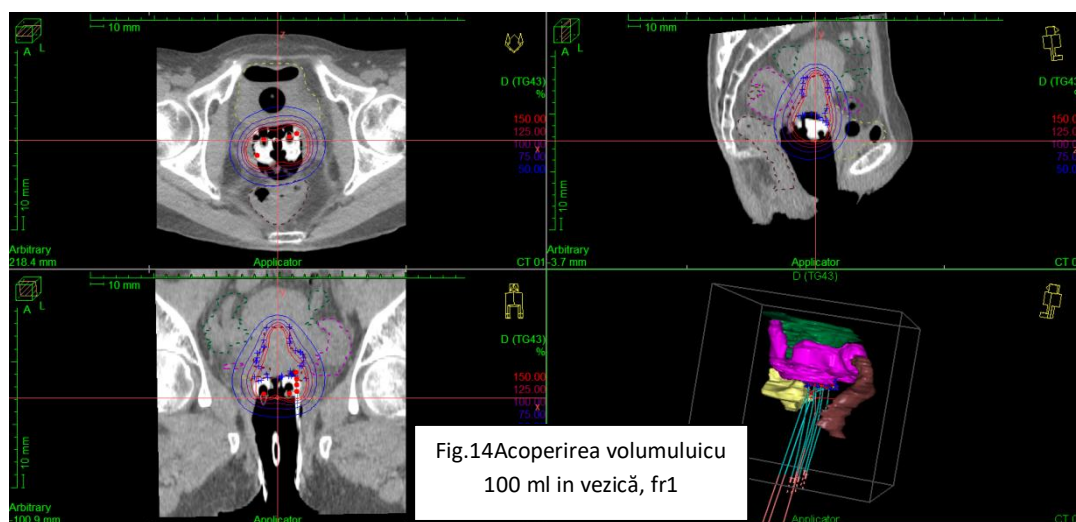 10 mm
A
L
D (TG43)
%
150.00
125.00
100.00
75.00
50.00
10 mm
Arbitrary
218.4 mm
Applicator
CT 01
10 mm
A
L
D (TG43)
%
150.00
125.00
100.00
75.00
50.00
10 mm
Arbitrary
-3.7 mm
Applicator
10 mm
A
L
D (TG43)
%
150.00
125.00
100.00
10 mm
Arbitrary
-100.9 mm
Applicator
D (TG43)
Applicator
Fig.14Acoperirea volumuluicu
100 ml in vezică, fr1